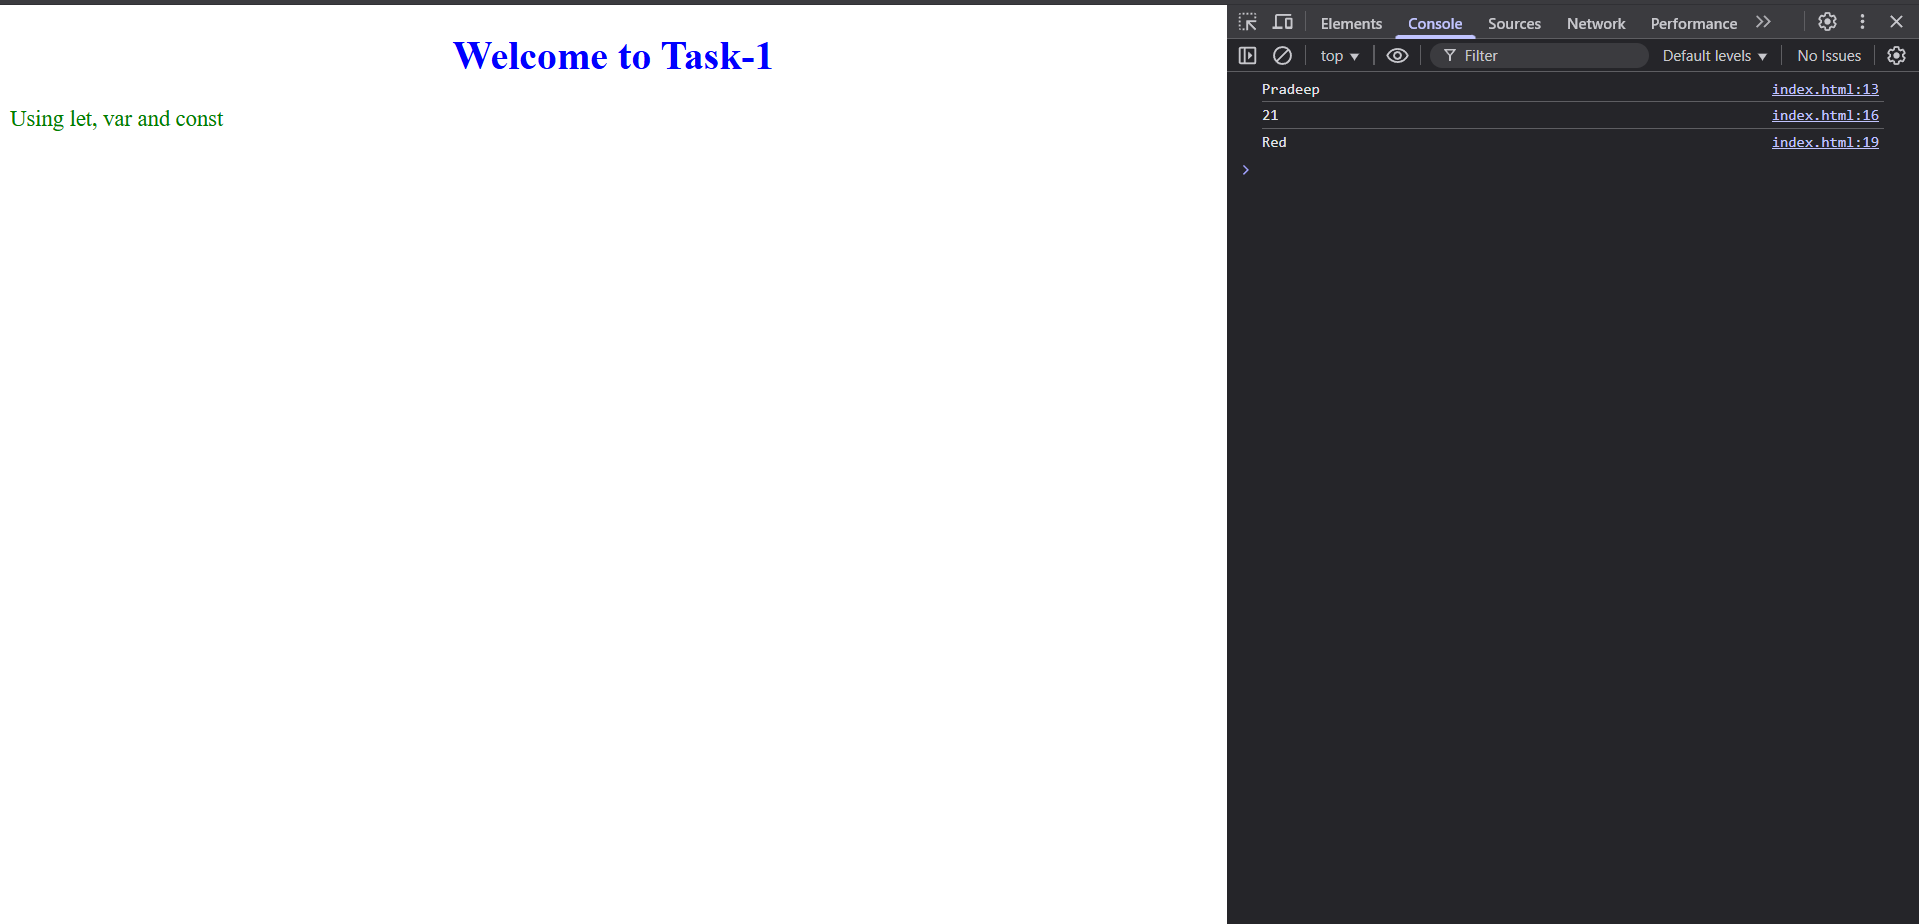 Welcome to Task-1
Using let, var and const
Elements Console Sources Network Performance
top Filter Default levels No Issues
Pradeep index.html:13
21 index.html:16
Red index.html:19